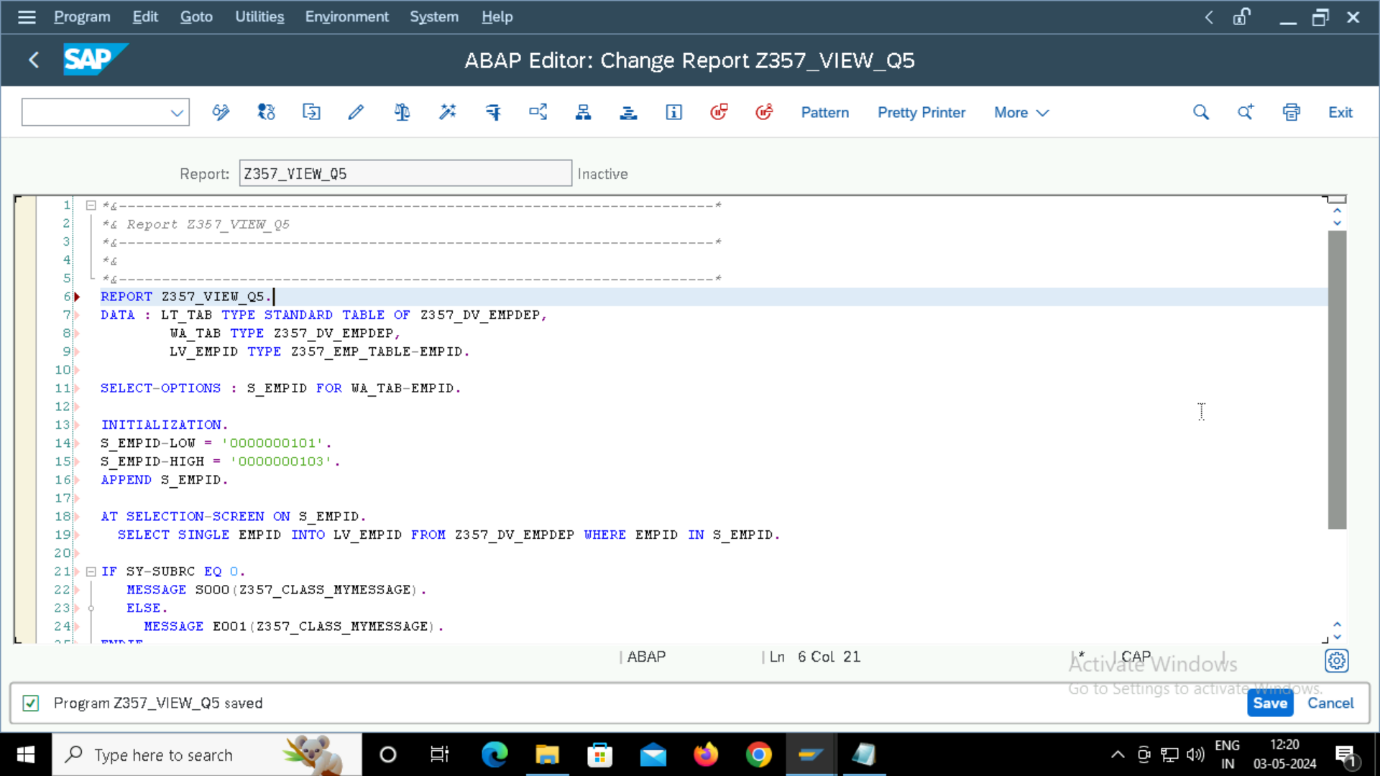 Program Edit Goto Utilities Environment System Help
SAP ABAP Editor: Change Report Z357_VIEW_Q5
Pattern Pretty Printer More Exit
Report: Z357_VIEW_Q5 Inactive
1 *&---------------------------------------------------------------------*
2 *& Report Z357_VIEW_Q5
3 *&---------------------------------------------------------------------*
4 *&
5 *&---------------------------------------------------------------------*
6 REPORT Z357_VIEW_Q5.
7 DATA : LT_TAB TYPE STANDARD TABLE OF Z357_DV_EMPDEP,
8 WA_TAB TYPE Z357_DV_EMPDEP,
9 LV_EMPID TYPE Z357_EMP_TABLE-EMPID.
10
11 SELECT-OPTIONS : S_EMPID FOR WA_TAB-EMPID.
12
13 INITIALIZATION.
14 S_EMPID-LOW = '0000000101'.
15 S_EMPID-HIGH = '0000000103'.
16 APPEND S_EMPID.
17
18 AT SELECTION-SCREEN ON S_EMPID.
19 SELECT SINGLE EMPID INTO LV_EMPID FROM Z357_DV_EMPDEP WHERE EMPID IN S_EMPID.
20
21 IF SY-SUBRC EQ 0.
22 MESSAGE S000(Z357_CLASS_MYMESSAGE).
23 ELSE.
24 MESSAGE E001(Z357_CLASS_MYMESSAGE).
ABAP Ln 6 Col 21 * CAP
Activate Windows
Go to Settings to activate Windows.
Program Z357_VIEW_Q5 saved Save Cancel
Type here to search ENG IN 12:20 03-05-2024 1